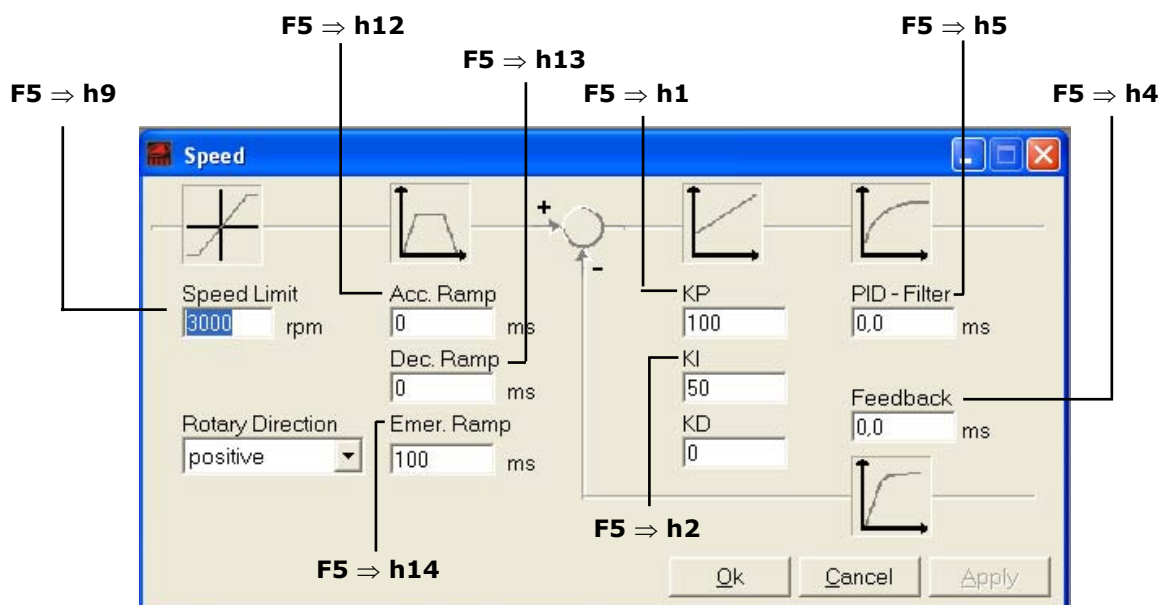 F5 ⇒ h12
F5 ⇒ h5
F5 ⇒ h13
F5 ⇒ h9
F5 ⇒ h1
F5 ⇒ h4
Speed
+
-
Speed Limit
3000 rpm
Rotary Direction
positive
Acc. Ramp
0 ms
Dec. Ramp
0 ms
Emer. Ramp
100 ms
KP
100
KI
50
KD
0
PID - Filter
0,0 ms
Feedback
0,0 ms
F5 ⇒ h2
F5 ⇒ h14
Ok Cancel Apply